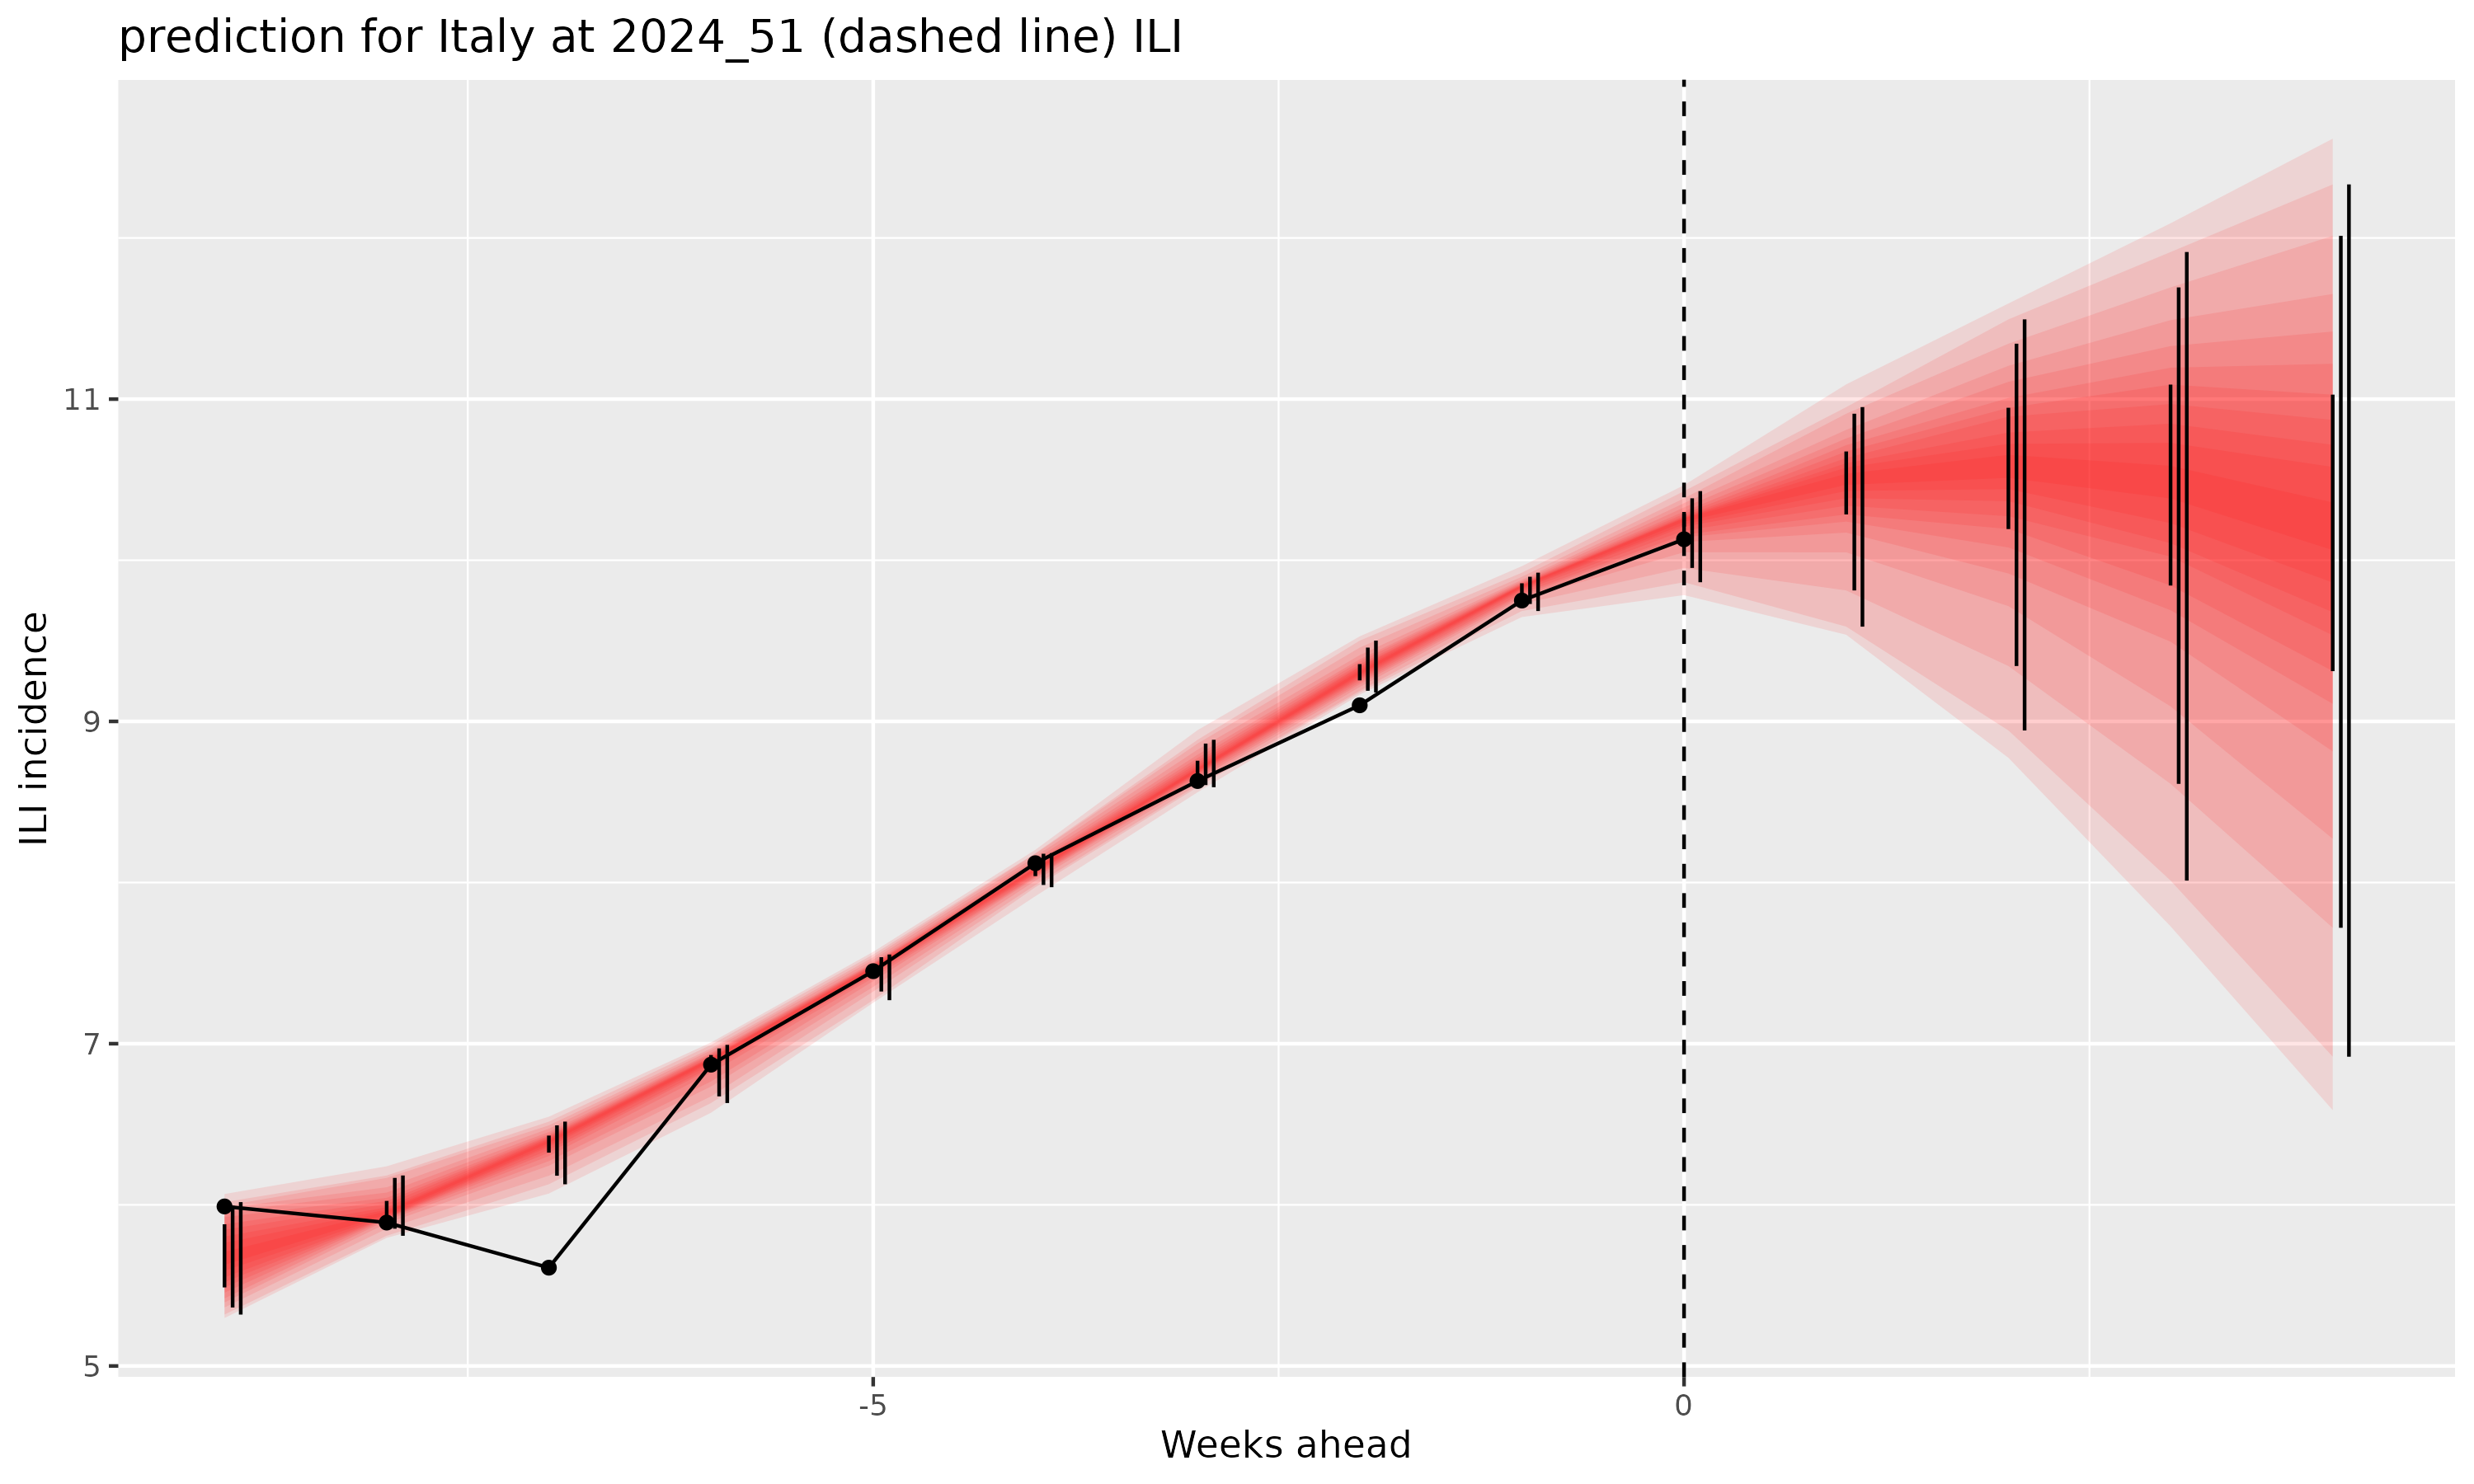 prediction for Italy at 2024_51 (dashed line) ILI
ILI incidence
11
9
7
5
-5
0
Weeks ahead